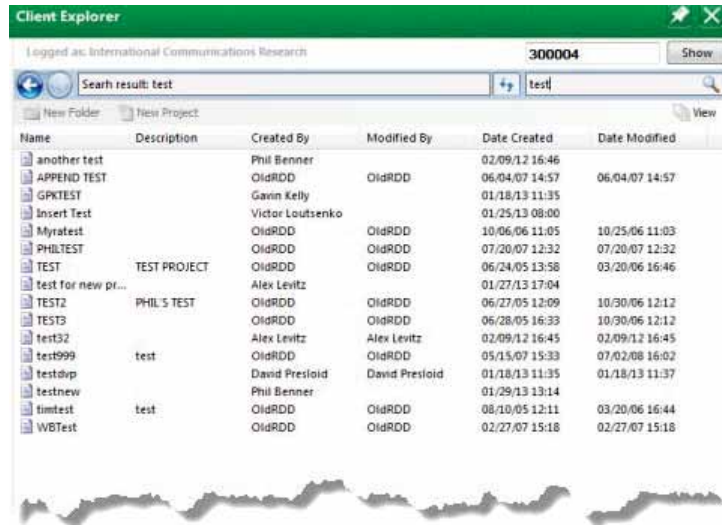 Client Explorer
Logged as: International Communications Research 300004 Show
Searh result: test test
New Folder New Project View
Name Description Created By Modified By Date Created Date Modified
another test Phil Benner 02/09/12 16:46
APPEND TEST OldRDD OldRDD 06/04/07 14:57 06/04/07 14:57
GPKTEST Gavin Kelly 01/18/13 11:35
Insert Test Victor Loutsenko 01/25/13 08:00
Myratest OldRDD OldRDD 10/06/06 11:05 10/25/06 11:03
PHILTEST OldRDD OldRDD 07/20/07 12:32 07/20/07 12:32
TEST TEST PROJECT OldRDD OldRDD 06/24/05 13:58 03/20/06 16:46
test for new pr... Alex Levitz 01/27/13 17:04
TEST2 PHIL'S TEST OldRDD OldRDD 06/27/05 12:09 10/30/06 12:12
TEST3 OldRDD OldRDD 06/28/05 16:33 10/30/06 12:12
test32 Alex Levitz Alex Levitz 02/09/12 16:45 02/09/12 16:45
test999 test OldRDD OldRDD 05/15/07 15:33 07/02/08 16:02
testdvp David Presloid David Presloid 01/18/13 11:35 01/18/13 11:37
testnew Phil Benner 01/29/13 13:14
timtest test OldRDD OldRDD 08/10/05 12:11 03/20/06 16:44
WBTest OldRDD OldRDD 02/27/07 15:18 02/27/07 15:18